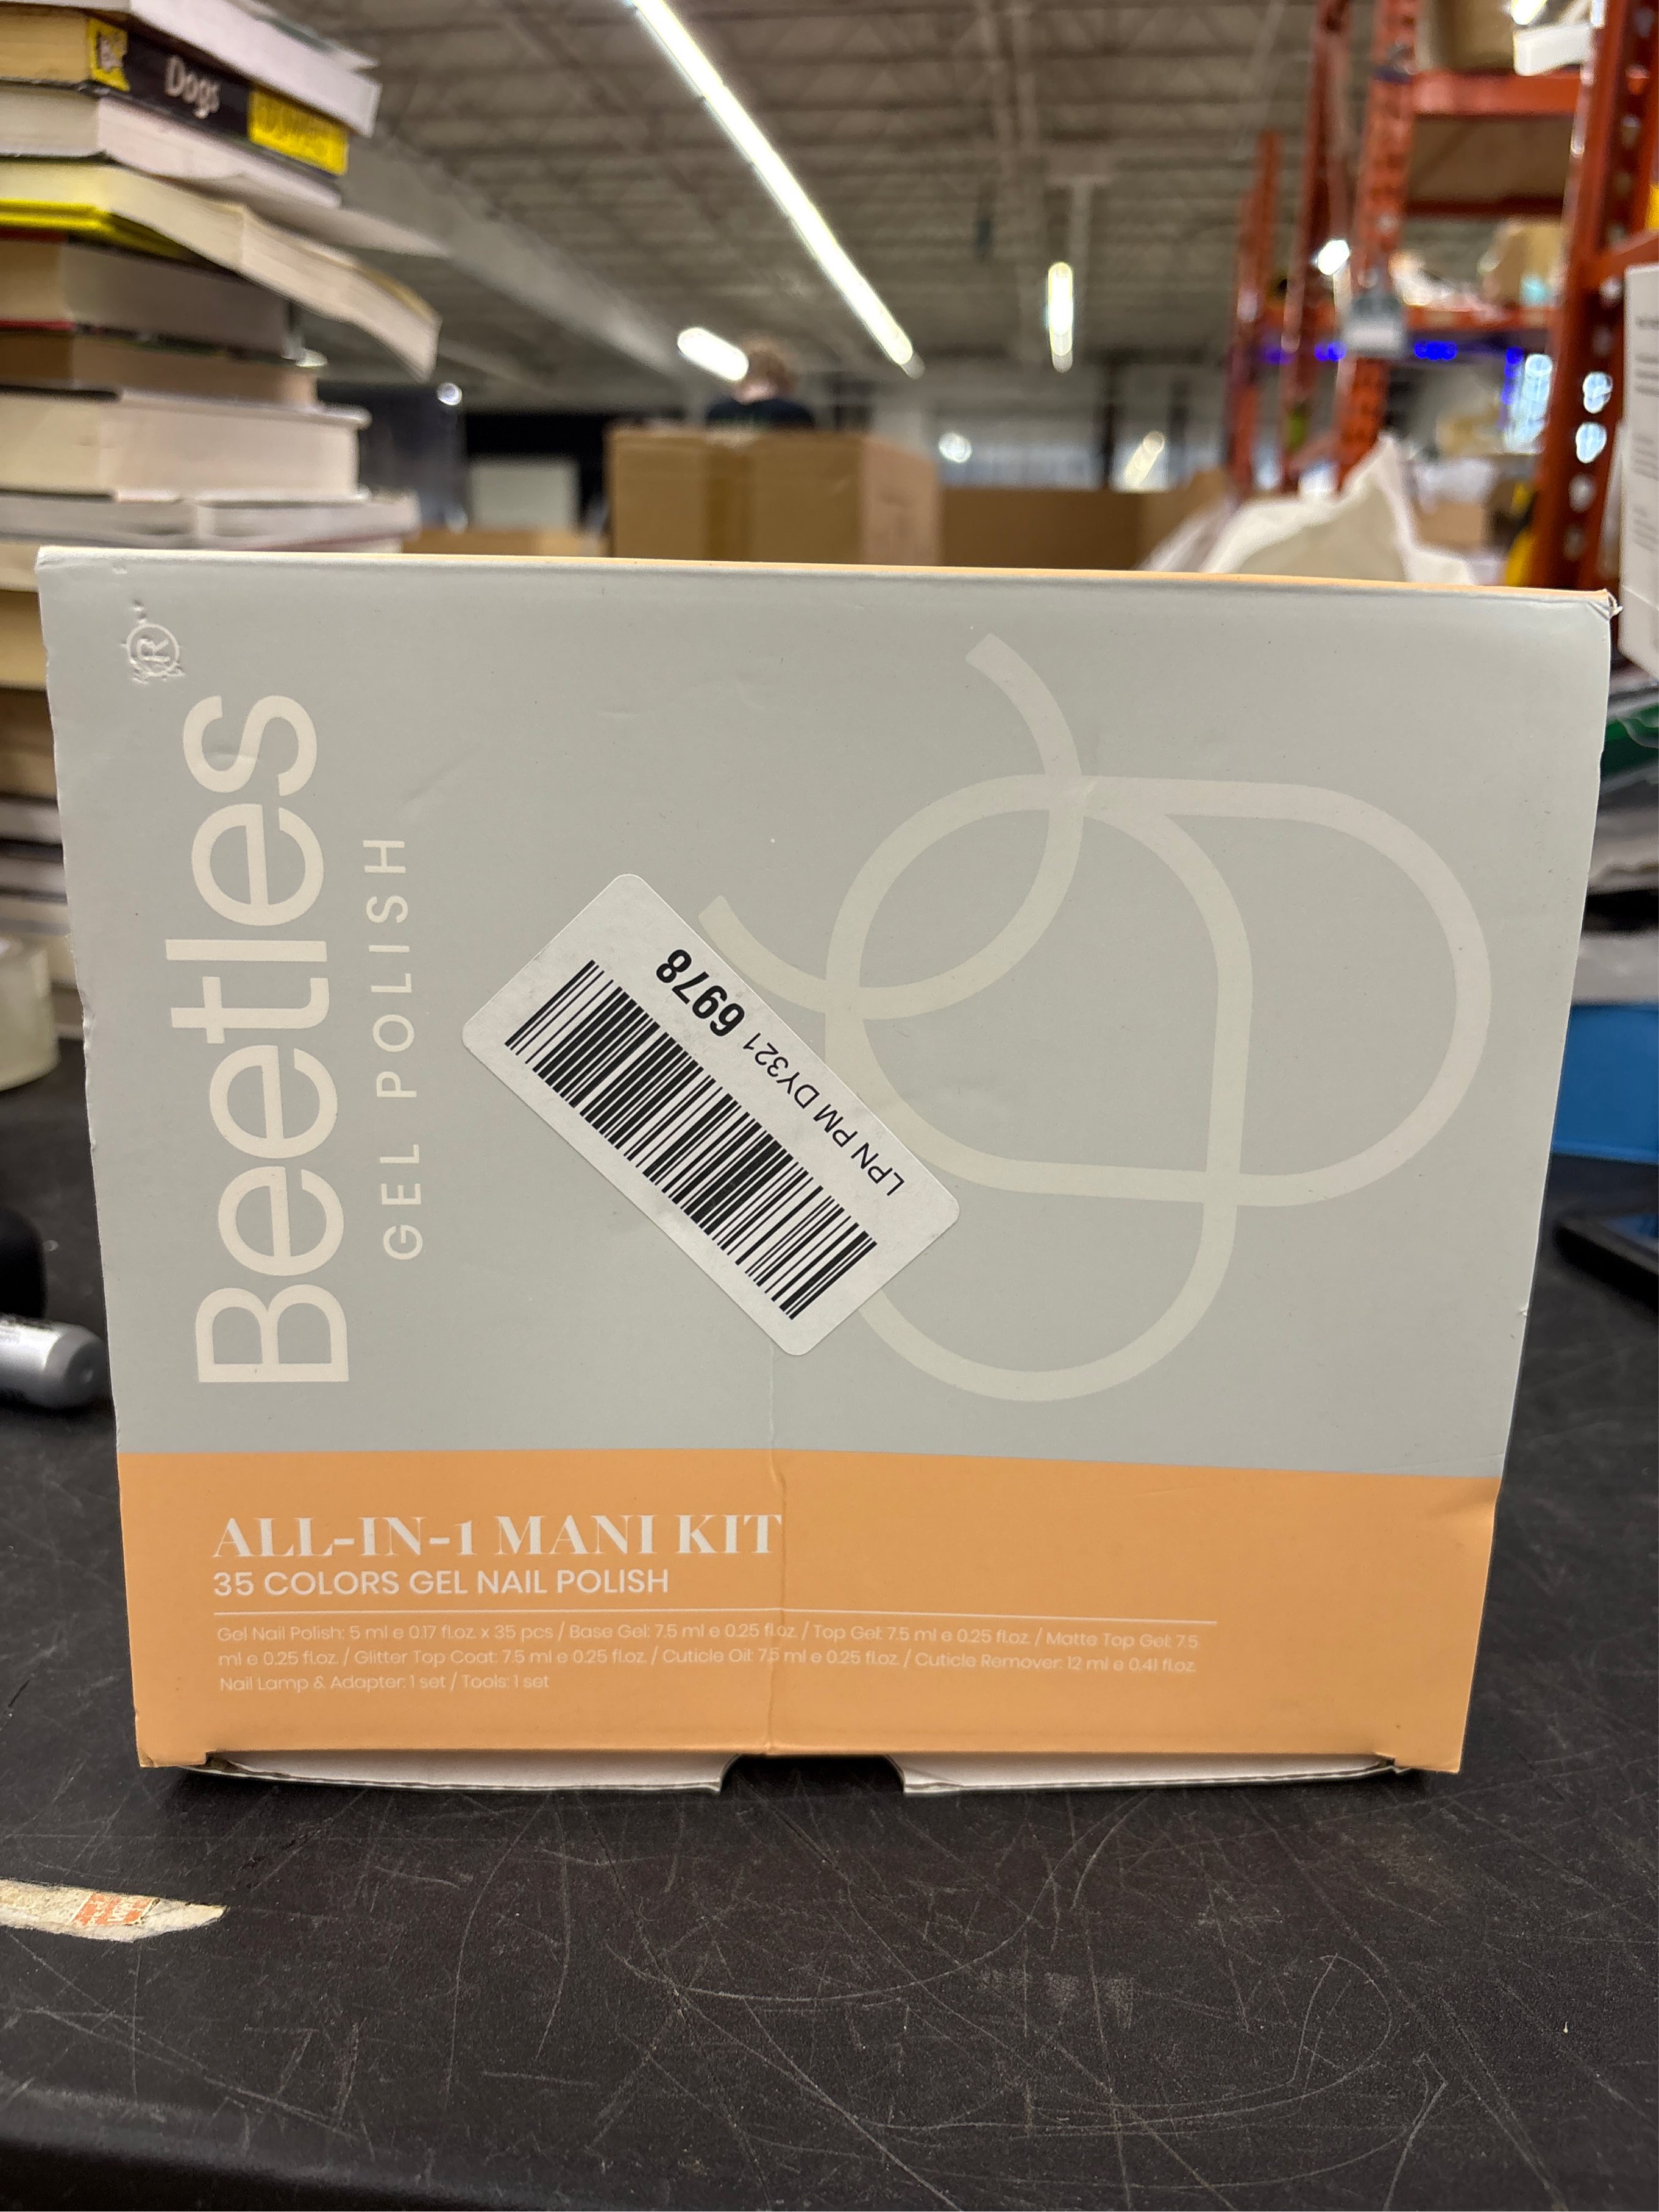 Dogs
®
Beetles
GEL POLISH
LPN PM DY321 6978
ALL-IN-1 MANI KIT
35 COLORS GEL NAIL POLISH
Gel Nail Polish: 5 ml e 0.17 fl.oz. x 35 pcs / Base Gel: 7.5 ml e 0.25 fl.oz. / Top Gel: 7.5 ml e 0.25 fl.oz. / Matte Top Gel: 7.5
ml e 0.25 fl.oz. / Glitter Top Coat: 7.5 ml e 0.25 fl.oz. / Cuticle Oil: 7.5 ml e 0.25 fl.oz. / Cuticle Remover: 12 ml e 0.41 fl.oz.
Nail Lamp & Adapter: 1 set / Tools: 1 set